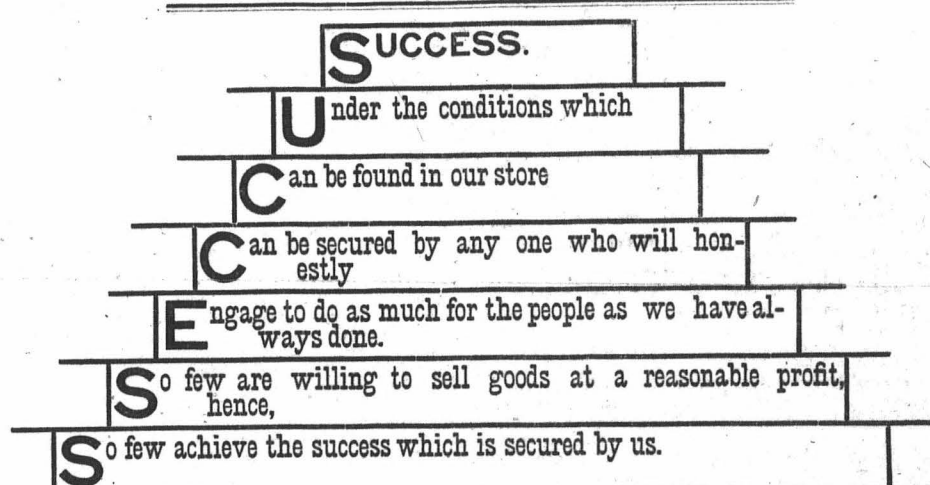 SUCCESS.
Under the conditions which
Can be found in our store
Can be secured by any one who will hon-
estly
Engage to do as much for the people as we have al-
ways done.
So few are willing to sell goods at a reasonable profit,
hence,
So few achieve the success which is secured by us.